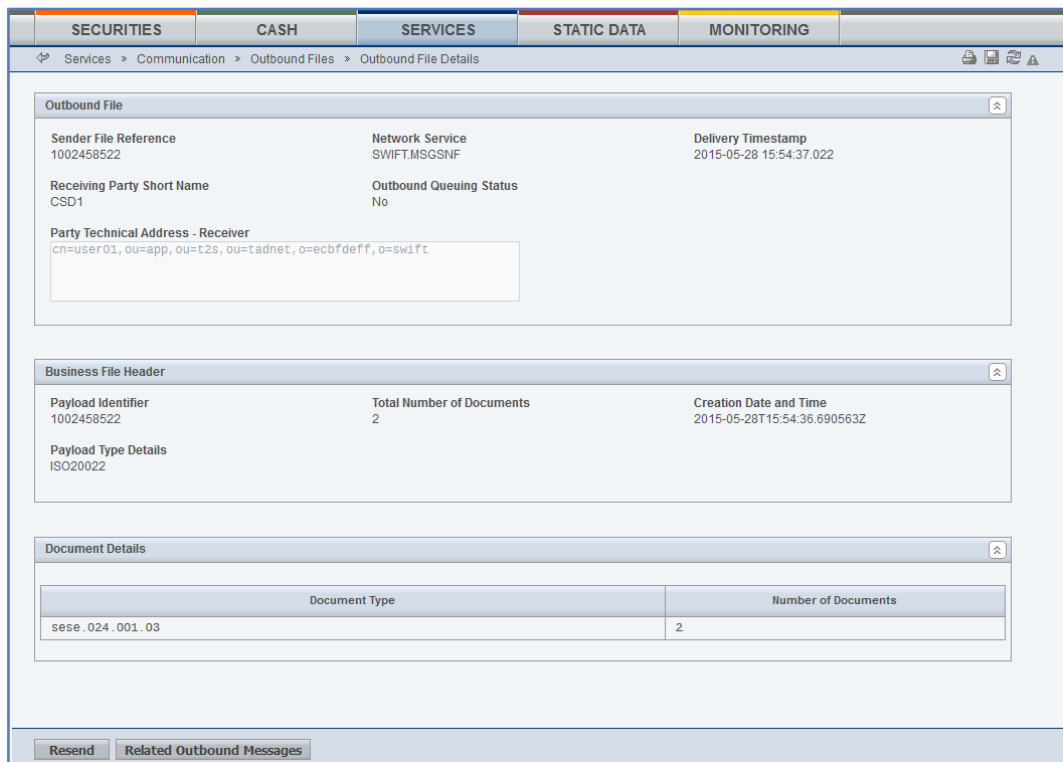 SECURITIES CASH SERVICES STATIC DATA MONITORING
Services » Communication » Outbound Files » Outbound File Details
Outbound File
Sender File Reference Network Service Delivery Timestamp
1002458522 SWIFT.MSGSNF 2015-05-28 15:54:37.022
Receiving Party Short Name Outbound Queuing Status
CSD1 No
Party Technical Address - Receiver
cn=user01,ou=app,ou=t2s,ou=tadnet,o=ecbfdeff,o=swift
Business File Header
Payload Identifier Total Number of Documents Creation Date and Time
1002458522 2 2015-05-28T15:54:36.690563Z
Payload Type Details
ISO20022
Document Details
Document Type Number of Documents
sese.024.001.03 2
Resend Related Outbound Messages